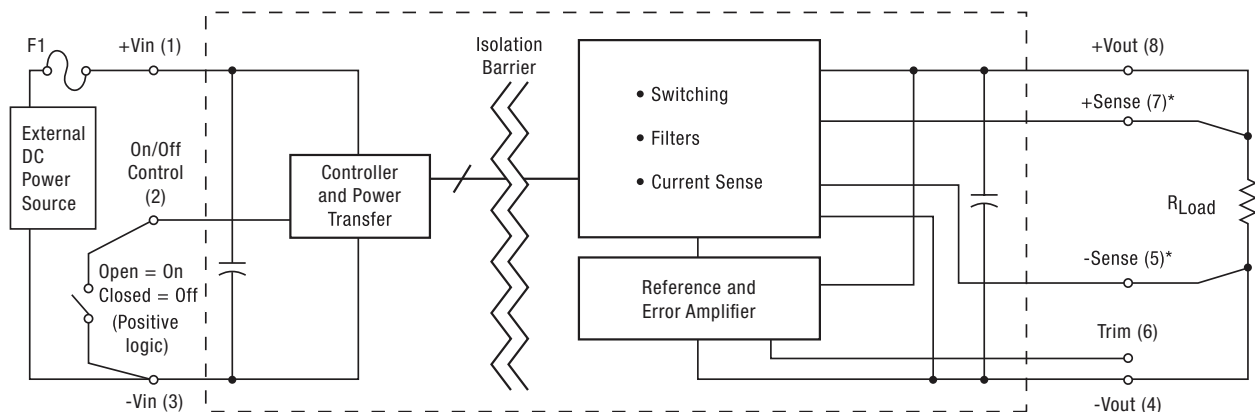 F1
+Vin (1)
External
DC
Power
Source
On/Off
Control
(2)
Open = On
Closed = Off
(Positive
logic)
-Vin (3)
Controller
and Power
Transfer
Isolation
Barrier
• Switching
• Filters
• Current Sense
Reference and
Error Amplifier
+Vout (8)
+Sense (7)*
RLoad
-Sense (5)*
Trim (6)
-Vout (4)